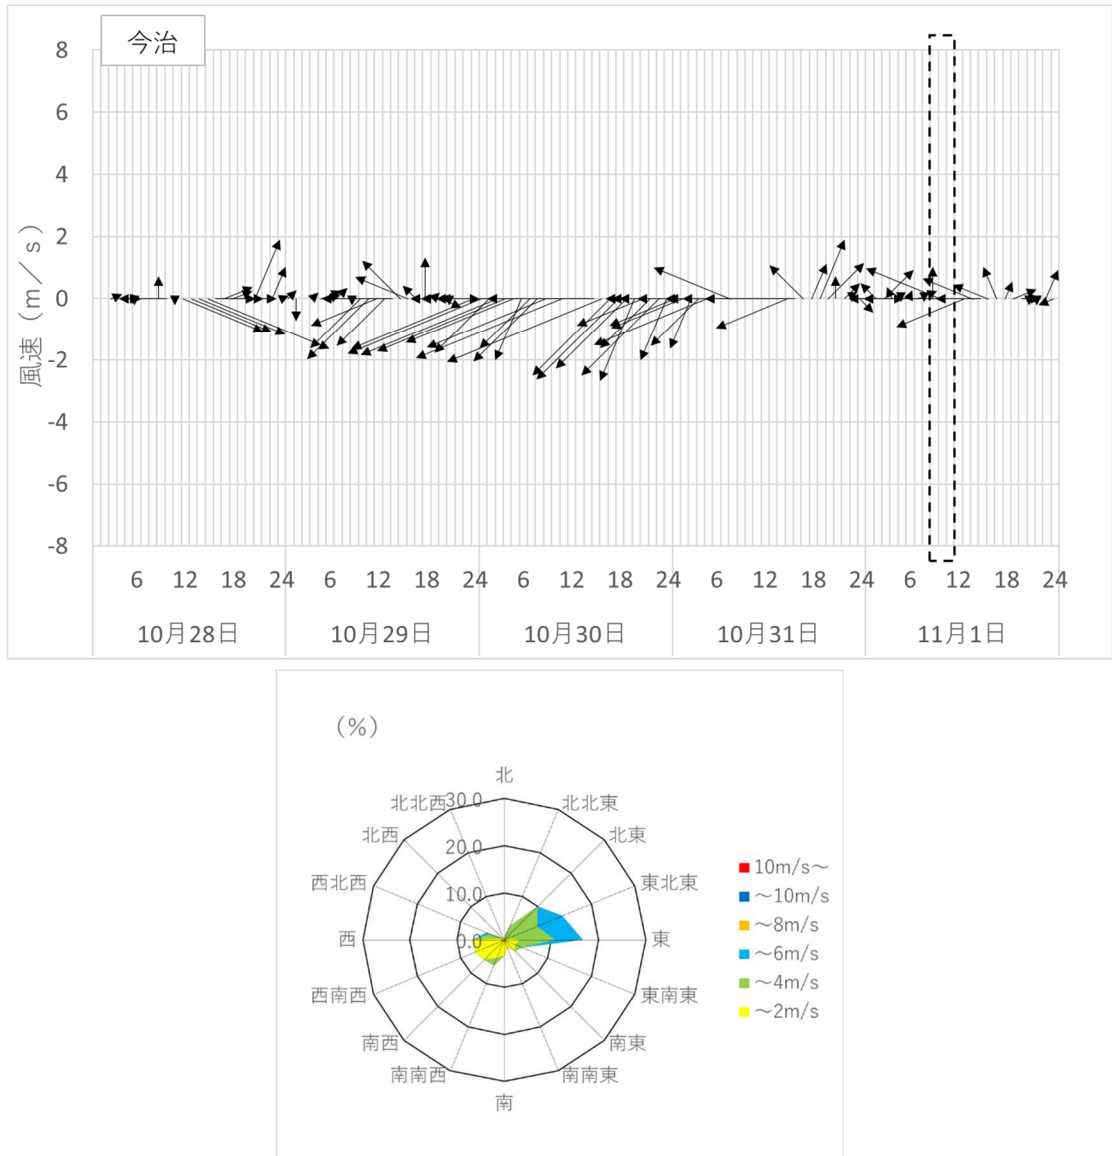 今治
8
6
4
2
0
-2
-4
-6
-8
風速（m／s）
6 12 18 24 6 12 18 24 6 12 18 24 6 12 18 24 6 12 18 24
10月28日 10月29日 10月30日 10月31日 11月1日
（%）
北
北北西 30.0 北北東
北西 北東
20.0
西北西 東北東
10.0
西 0.0 東
西南西 東南東
南西 南東
南南西 南南東
南
10m/s～
～10m/s
～8m/s
～6m/s
～4m/s
～2m/s